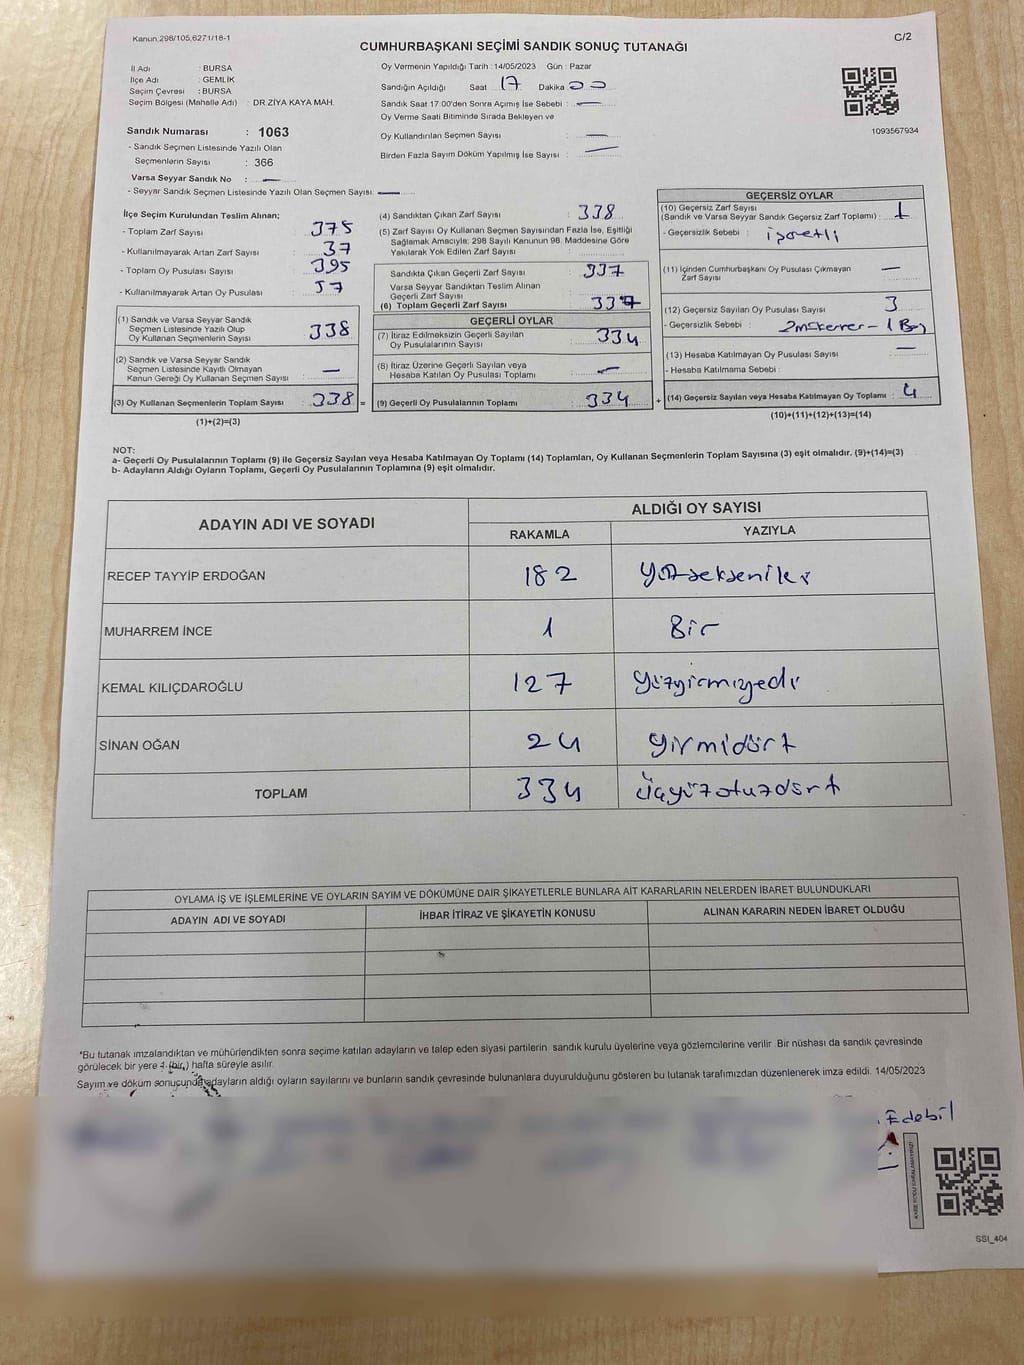 Kanun.298/105,6271/18-1
C/2
CUMHURBAŞKANI SEÇİMİ SANDIK SONUÇ TUTANAĞI
İl Adı : BURSA
İlçe Adı : GEMLİK
Seçim Çevresi : BURSA
Seçim Bölgesi (Mahalle Adı) : DR.ZİYA KAYA MAH.
Sandık Numarası : 1063
- Sandık Seçmen Listesinde Yazılı Olan
Seçmenlerin Sayısı : 366
Varsa Seyyar Sandık No : —
- Seyyar Sandık Seçmen Listesinde Yazılı Olan Seçmen Sayısı: —
Oy Vermenin Yapıldığı Tarih : 14/05/2023 Gün : Pazar
Sandığın Açıldığı Saat 17 Dakika 00
Sandık Saat 17.00'den Sonra Açımış İse Sebebi : —
Oy Verme Saati Bitiminde Sırada Bekleyen ve
Oy Kullandırılan Seçmen Sayısı : —
Birden Fazla Sayım Döküm Yapılmış İse Sayısı : —
1093567934
İlçe Seçim Kurulundan Teslim Alınan;
- Toplam Zarf Sayısı : 375
- Kullanılmayarak Artan Zarf Sayısı : 37
- Toplam Oy Pusulası Sayısı : 395
- Kullanılmayarak Artan Oy Pusulası : 57
(1) Sandık ve Varsa Seyyar Sandık
Seçmen Listesinde Yazılı Olup
Oy Kullanan Seçmenlerin Sayısı : 338
(2) Sandık ve Varsa Seyyar Sandık
Seçmen Listesinde Kayıtlı Olmayan
Kanun Gereği Oy Kullanan Seçmen Sayısı : —
(3) Oy Kullanan Seçmenlerin Toplam Sayısı : 338 =
(1)+(2)=(3)
(4) Sandıktan Çıkan Zarf Sayısı : 338
(5) Zarf Sayısı Oy Kullanan Seçmen Sayısından Fazla İse, Eşitliği
Sağlamak Amacıyla; 298 Sayılı Kanunun 98. Maddesine Göre
Yakılarak Yok Edilen Zarf Sayısı :
Sandıkta Çıkan Geçerli Zarf Sayısı : 337
Varsa Seyyar Sandıktan Teslim Alınan
Geçerli Zarf Sayısı :
(6) Toplam Geçerli Zarf Sayısı : 337
GEÇERLİ OYLAR
(7) İtiraz Edilmeksizin Geçerli Sayılan
Oy Pusulalarının Sayısı : 334
(8) İtiraz Üzerine Geçerli Sayılan veya
Hesaba Katılan Oy Pusulası Toplamı : —
(9) Geçerli Oy Pusulalarının Toplamı : 334 +
GEÇERSİZ OYLAR
(10) Geçersiz Zarf Sayısı
(Sandık ve Varsa Seyyar Sandık Geçersiz Zarf Toplamı) : 1
- Geçersizlik Sebebi : işaretli
(11) İçinden Cumhurbaşkanı Oy Pusulası Çıkmayan
Zarf Sayısı : —
(12) Geçersiz Sayılan Oy Pusulası Sayısı : 3
- Geçersizlik Sebebi : 2 mükerrer - 1 Boş
(13) Hesaba Katılmayan Oy Pusulası Sayısı : —
- Hesaba Katılmama Sebebi :
(14) Geçersiz Sayılan veya Hesaba Katılmayan Oy Toplamı : 4
(10)+(11)+(12)+(13)=(14)
NOT:
a- Geçerli Oy Pusulalarının Toplamı (9) ile Geçersiz Sayılan veya Hesaba Katılmayan Oy Toplamı (14) Toplamları, Oy Kullanan Seçmenlerin Toplam Sayısına (3) eşit olmalıdır. (9)+(14)=(3)
b- Adayların Aldığı Oyların Toplamı, Geçerli Oy Pusulalarının Toplamına (9) eşit olmalıdır.
ADAYIN ADI VE SOYADI
ALDIĞI OY SAYISI
RAKAMLA YAZIYLA
RECEP TAYYİP ERDOĞAN 182 yüzsekseniki
MUHARREM İNCE 1 Bir
KEMAL KILIÇDAROĞLU 127 yüzyirmiyedi
SİNAN OĞAN 24 yirmidört
TOPLAM 334 üçyüzotuzdört
OYLAMA İŞ VE İŞLEMLERİNE VE OYLARIN SAYIM VE DÖKÜMÜNE DAİR ŞİKAYETLERLE BUNLARA AİT KARARLARIN NELERDEN İBARET BULUNDUKLARI
ADAYIN ADI VE SOYADI İHBAR İTİRAZ VE ŞİKAYETİN KONUSU ALINAN KARARIN NEDEN İBARET OLDUĞU
*Bu tutanak imzalandıktan ve mühürlendikten sonra seçime katılan adayların ve talep eden siyasi partilerin sandık kurulu üyelerine veya gözlemcilerine verilir. Bir nüshası da sandık çevresinde
görülecek bir yere 1 (bir) hafta süreyle asılır.
Sayım ve döküm sonucunda adayların aldığı oyların sayılarını ve bunların sandık çevresinde bulunanlara duyurulduğunu gösteren bu tutanak tarafımızdan düzenlenerek imza edildi. 14/05/2023
Edebil
SSI_404